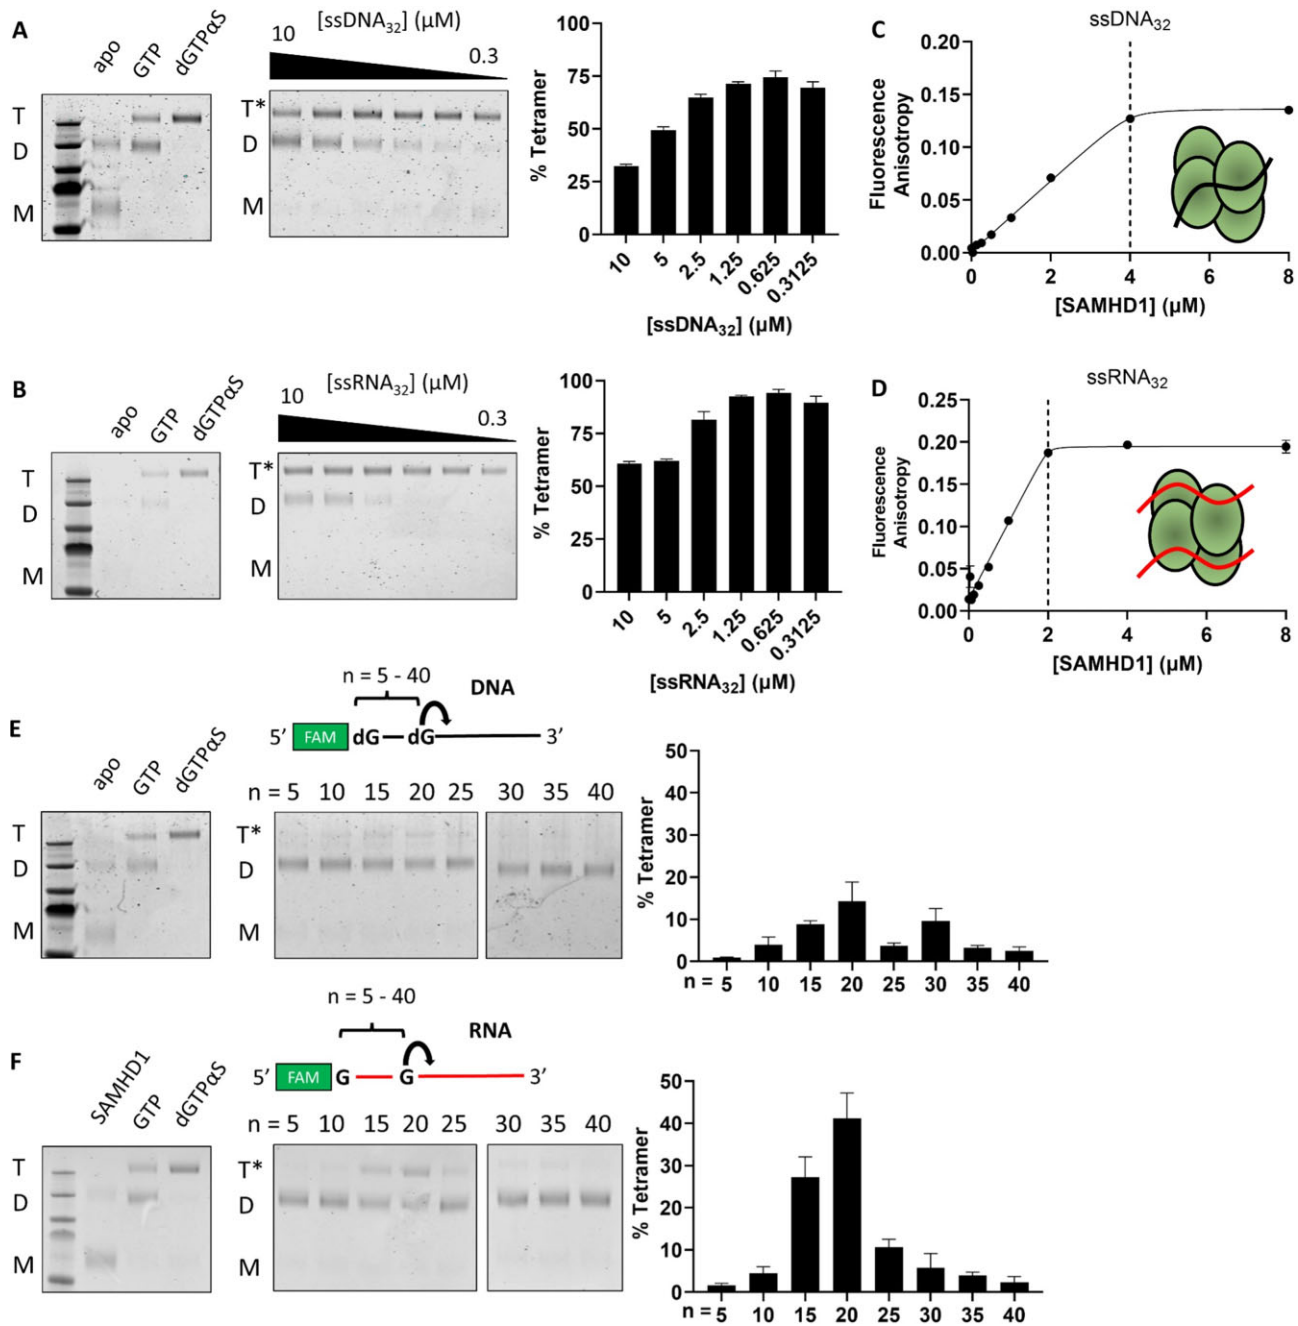 A
apo
GTP
dGTPαS
T
D
M
[ssDNA32] (µM)
10
0.3
T*
D
M
% Tetramer
100
75
50
25
0
10
5
2.5
1.25
0.625
0.3125
[ssDNA32] (µM)
C
ssDNA32
Fluorescence
Anisotropy
0.20
0.15
0.10
0.05
0.00
0
2
4
6
8
[SAMHD1] (µM)
B
apo
GTP
dGTPαS
T
D
M
[ssRNA32] (µM)
10
0.3
T*
D
M
% Tetramer
100
75
50
25
0
10
5
2.5
1.25
0.625
0.3125
[ssRNA32] (µM)
D
ssRNA32
Fluorescence
Anisotropy
0.25
0.20
0.15
0.10
0.05
0.00
0
2
4
6
8
[SAMHD1] (µM)
E
apo
GTP
dGTPαS
T
D
M
n = 5 - 40
DNA
5′ FAM dG dG 3′
n = 5 10 15 20 25 30 35 40
T*
D
M
% Tetramer
50
40
30
20
10
0
n = 5 10 15 20 25 30 35 40
F
SAMHD1
GTP
dGTPαS
T
D
M
n = 5 - 40
RNA
5′ FAM G G 3′
n = 5 10 15 20 25 30 35 40
T*
D
M
% Tetramer
50
40
30
20
10
0
n = 5 10 15 20 25 30 35 40